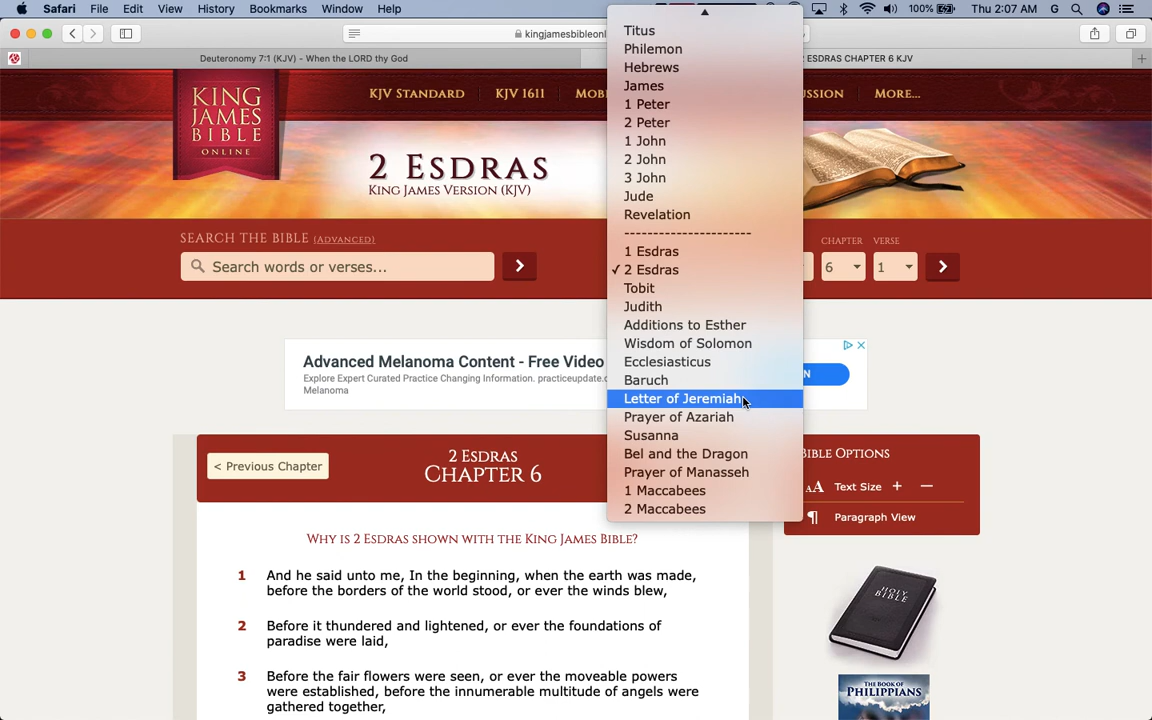 Safari File Edit View History Bookmarks Window Help
100% Thu 2:07 AM G
kingjamesbibleonl
Deuteronomy 7:1 (KJV) - When the LORD thy God
2 ESDRAS CHAPTER 6 KJV
KING
JAMES
BIBLE
ONLINE
KJV STANDARD KJV 1611 MOB
SSION MORE...
2 ESDRAS
KING JAMES VERSION (KJV)
SEARCH THE BIBLE (ADVANCED)
Search words or verses...
CHAPTER VERSE
6 1
Titus
Philemon
Hebrews
James
1 Peter
2 Peter
1 John
2 John
3 John
Jude
Revelation
----------------------
1 Esdras
✓ 2 Esdras
Tobit
Judith
Additions to Esther
Wisdom of Solomon
Ecclesiasticus
Baruch
Letter of Jeremiah
Prayer of Azariah
Susanna
Bel and the Dragon
Prayer of Manasseh
1 Maccabees
2 Maccabees
Advanced Melanoma Content - Free Video
Explore Expert Curated Practice Changing Information. practiceupdate.c
Melanoma
N
< Previous Chapter
2 ESDRAS
CHAPTER 6
BIBLE OPTIONS
AA Text Size + —
¶ Paragraph View
WHY IS 2 ESDRAS SHOWN WITH THE KING JAMES BIBLE?
1 And he said unto me, In the beginning, when the earth was made,
before the borders of the world stood, or ever the winds blew,
2 Before it thundered and lightened, or ever the foundations of
paradise were laid,
3 Before the fair flowers were seen, or ever the moveable powers
were established, before the innumerable multitude of angels were
gathered together,
HOLY
BIBLE
THE BOOK OF
PHILIPPIANS